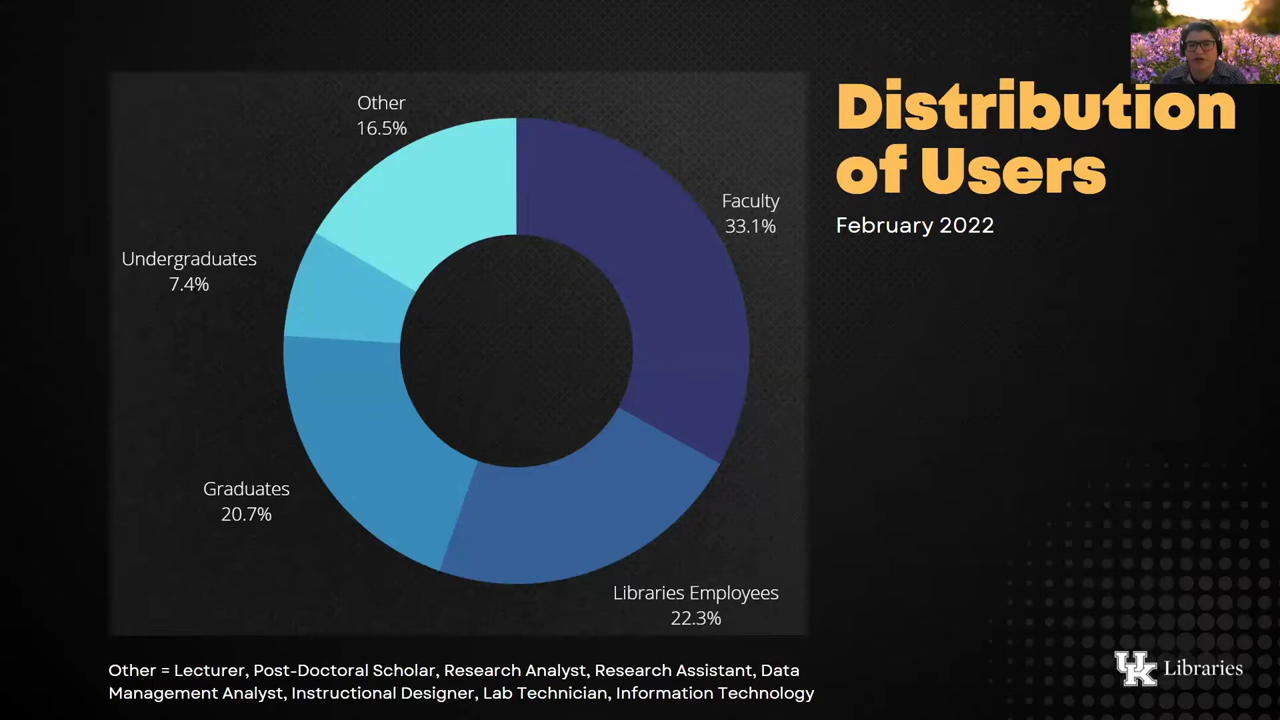 Distribution
of Users
February 2022
Other
16.5%
Faculty
33.1%
Undergraduates
7.4%
Graduates
20.7%
Libraries Employees
22.3%
Other = Lecturer, Post-Doctoral Scholar, Research Analyst, Research Assistant, Data
Management Analyst, Instructional Designer, Lab Technician, Information Technology
UK Libraries